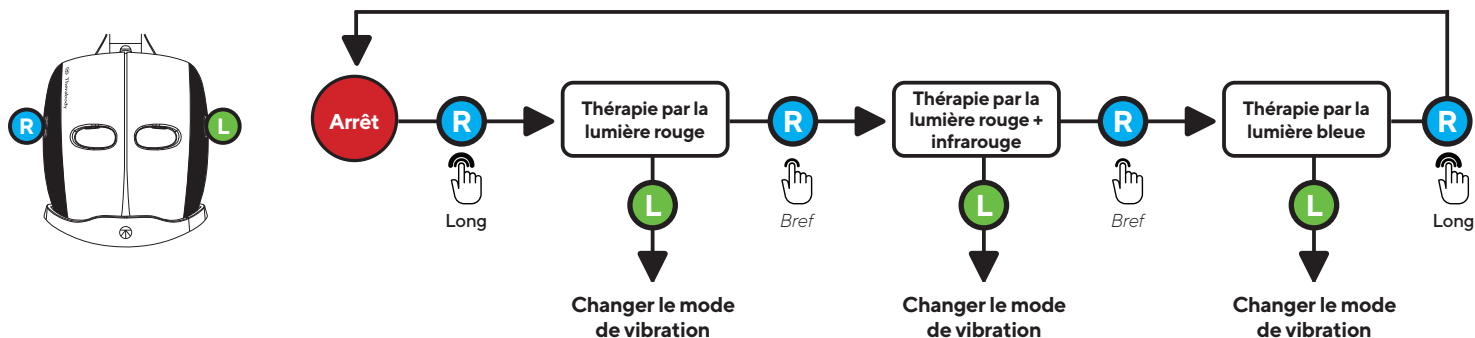 R
L
Therabody
Arrêt
R
Long
Thérapie par la
lumière rouge
L
Changer le mode
de vibration
R
Bref
Thérapie par la
lumière rouge +
infrarouge
L
Changer le mode
de vibration
R
Bref
Thérapie par la
lumière bleue
L
Changer le mode
de vibration
R
Long